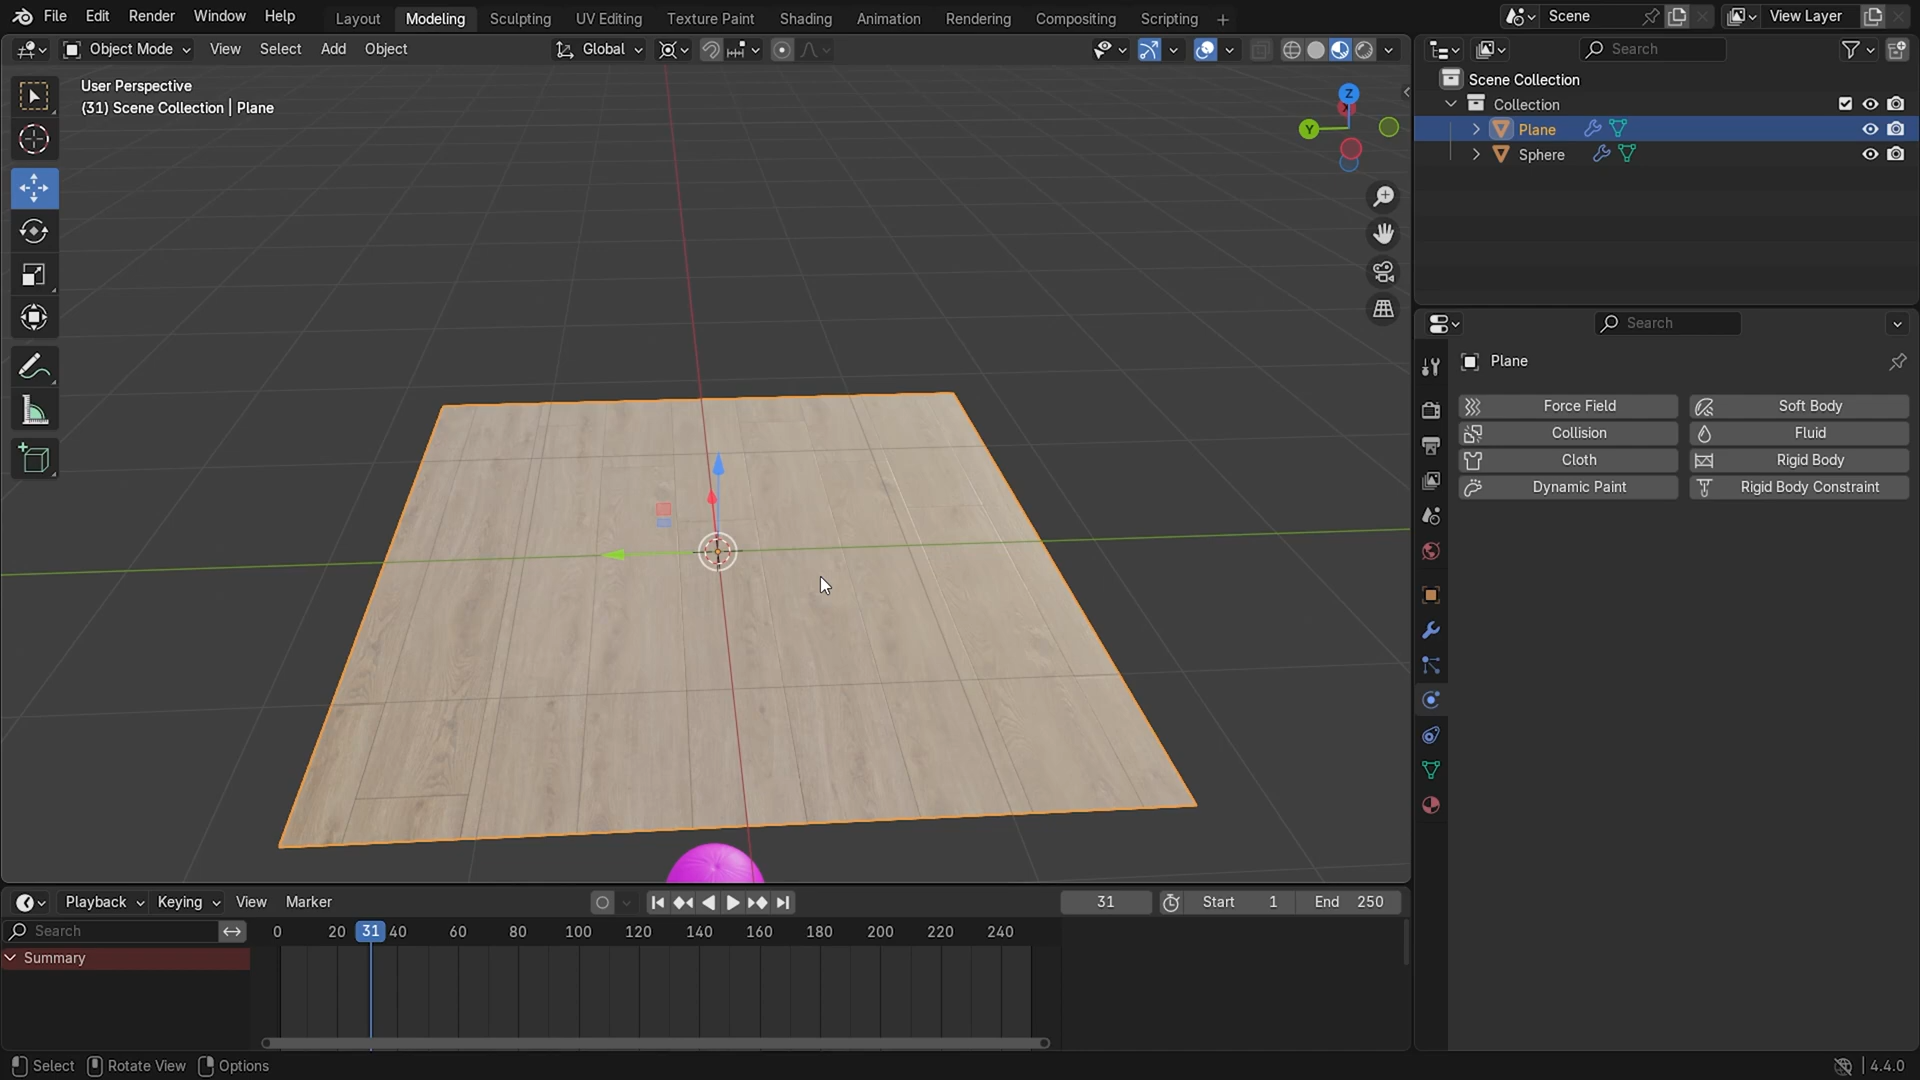 File Edit Render Window Help Layout Modeling Sculpting UV Editing Texture Paint Shading Animation Rendering Compositing Scripting + Scene View Layer
Object Mode View Select Add Object Global Search
User Perspective
(31) Scene Collection | Plane
Z
Y
Scene Collection
Collection
Plane
Sphere
Search
Plane
Force Field Soft Body
Collision Fluid
Cloth Rigid Body
Dynamic Paint Rigid Body Constraint
Playback Keying View Marker 31 Start 1 End 250
Search 0 20 31 40 60 80 100 120 140 160 180 200 220 240
Summary
Select Rotate View Options 4.4.0